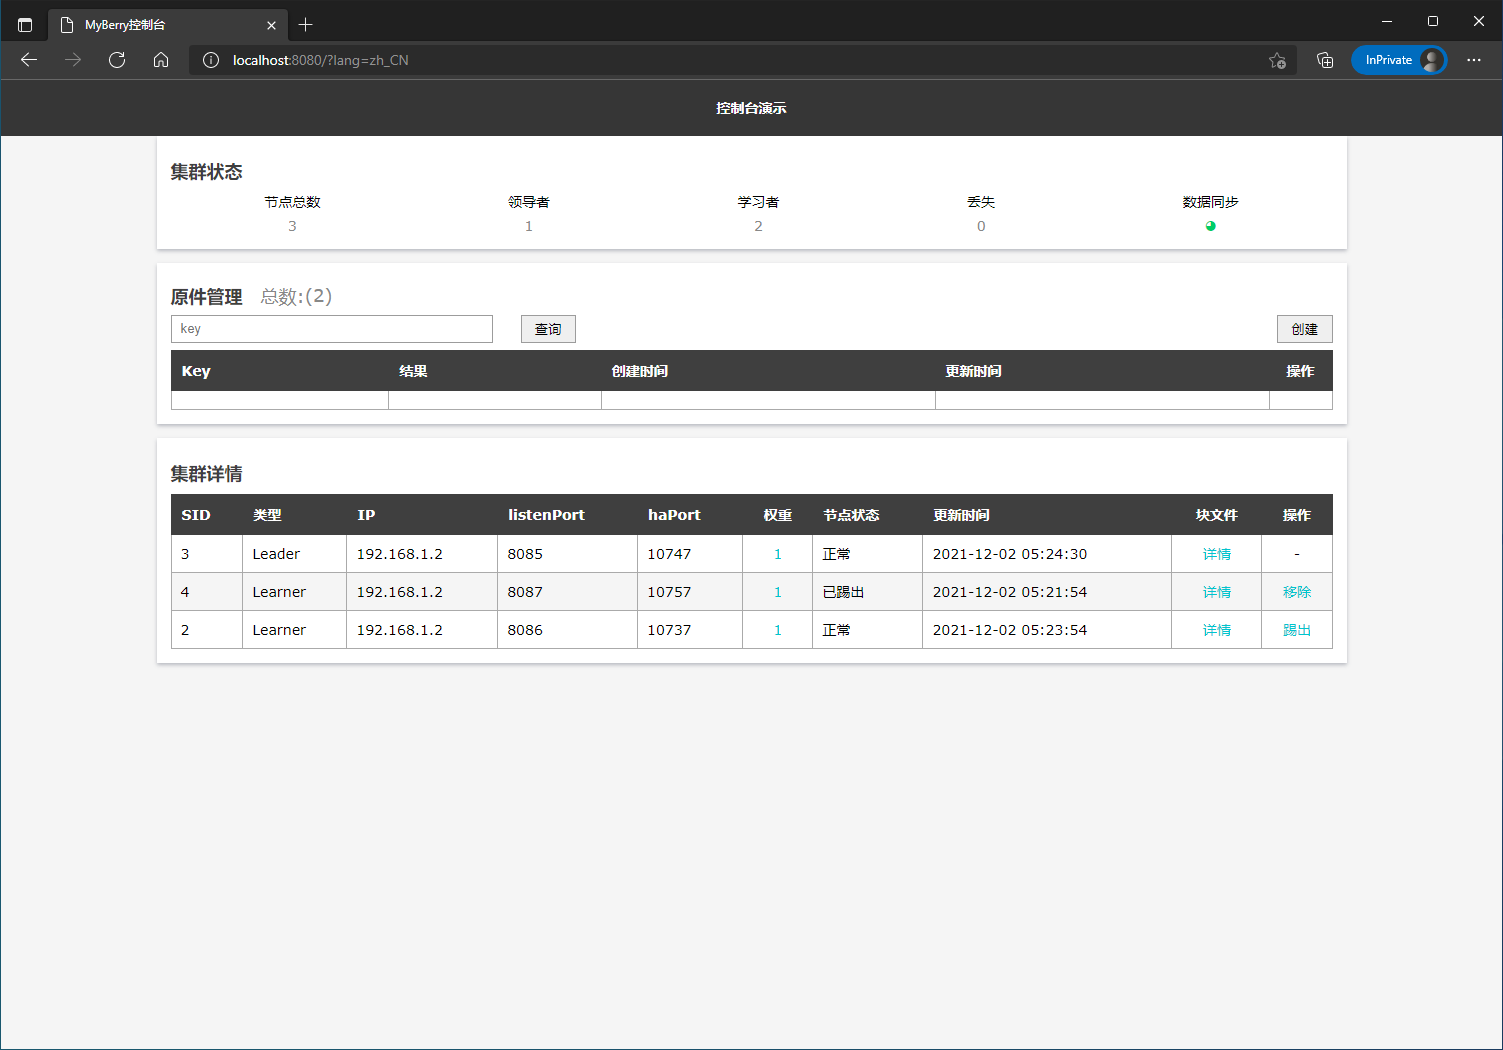 MyBerry控制台
localhost:8080/?lang=zh_CN
InPrivate
控制台演示
集群状态
节点总数 领导者 学习者 丢失 数据同步
3 1 2 0
原件管理 总数:(2)
key 查询 创建
Key 结果 创建时间 更新时间 操作
集群详情
SID 类型 IP listenPort haPort 权重 节点状态 更新时间 块文件 操作
3 Leader 192.168.1.2 8085 10747 1 正常 2021-12-02 05:24:30 详情 -
4 Learner 192.168.1.2 8087 10757 1 已踢出 2021-12-02 05:21:54 详情 移除
2 Learner 192.168.1.2 8086 10737 1 正常 2021-12-02 05:23:54 详情 踢出